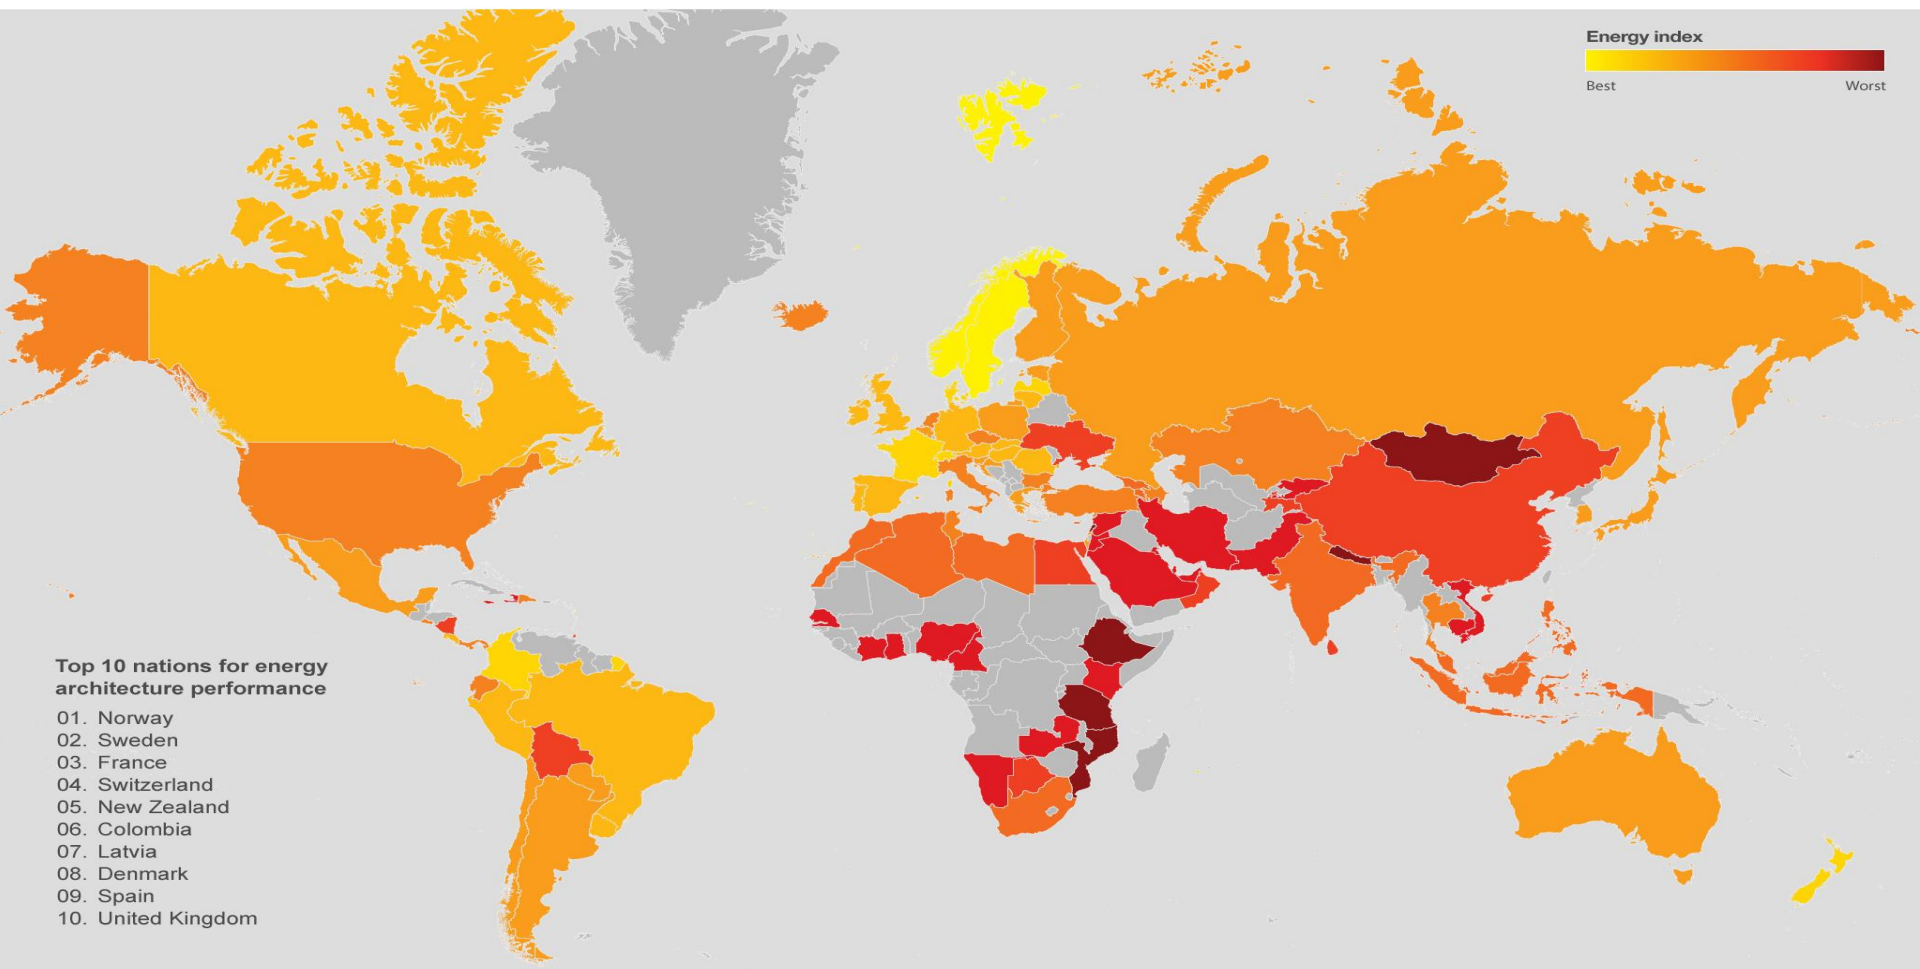 Energy index
Best Worst
Top 10 nations for energy
architecture performance
01. Norway
02. Sweden
03. France
04. Switzerland
05. New Zealand
06. Colombia
07. Latvia
08. Denmark
09. Spain
10. United Kingdom